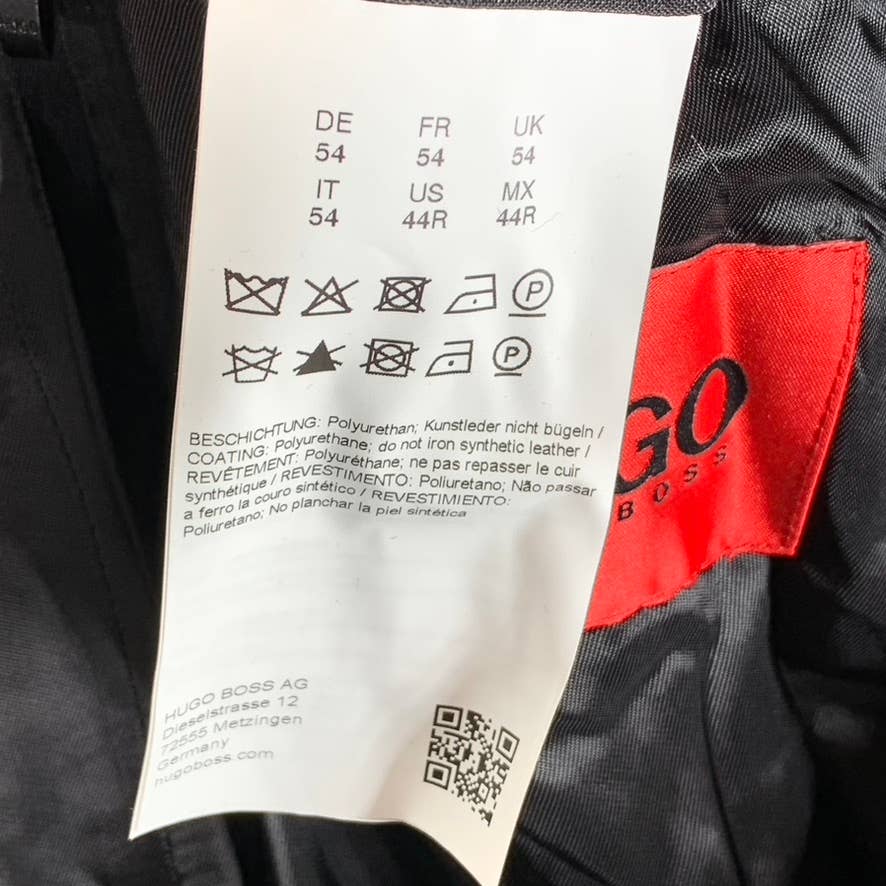 DE FR UK
54 54 54
IT US MX
54 44R 44R
P
P
BESCHICHTUNG: Polyurethan; Kunstleder nicht bügeln /
COATING: Polyurethane; do not iron synthetic leather /
REVÊTEMENT: Polyuréthane; ne pas repasser le cuir
synthétique / REVESTIMENTO: Poliuretano; Não passar
a ferro la couro sintético / REVESTIMIENTO:
Poliuretano; No planchar la piel sintética
HUGO BOSS AG
Dieselstrasse 12
72555 Metzingen
Germany
hugoboss.com
GO
BOSS